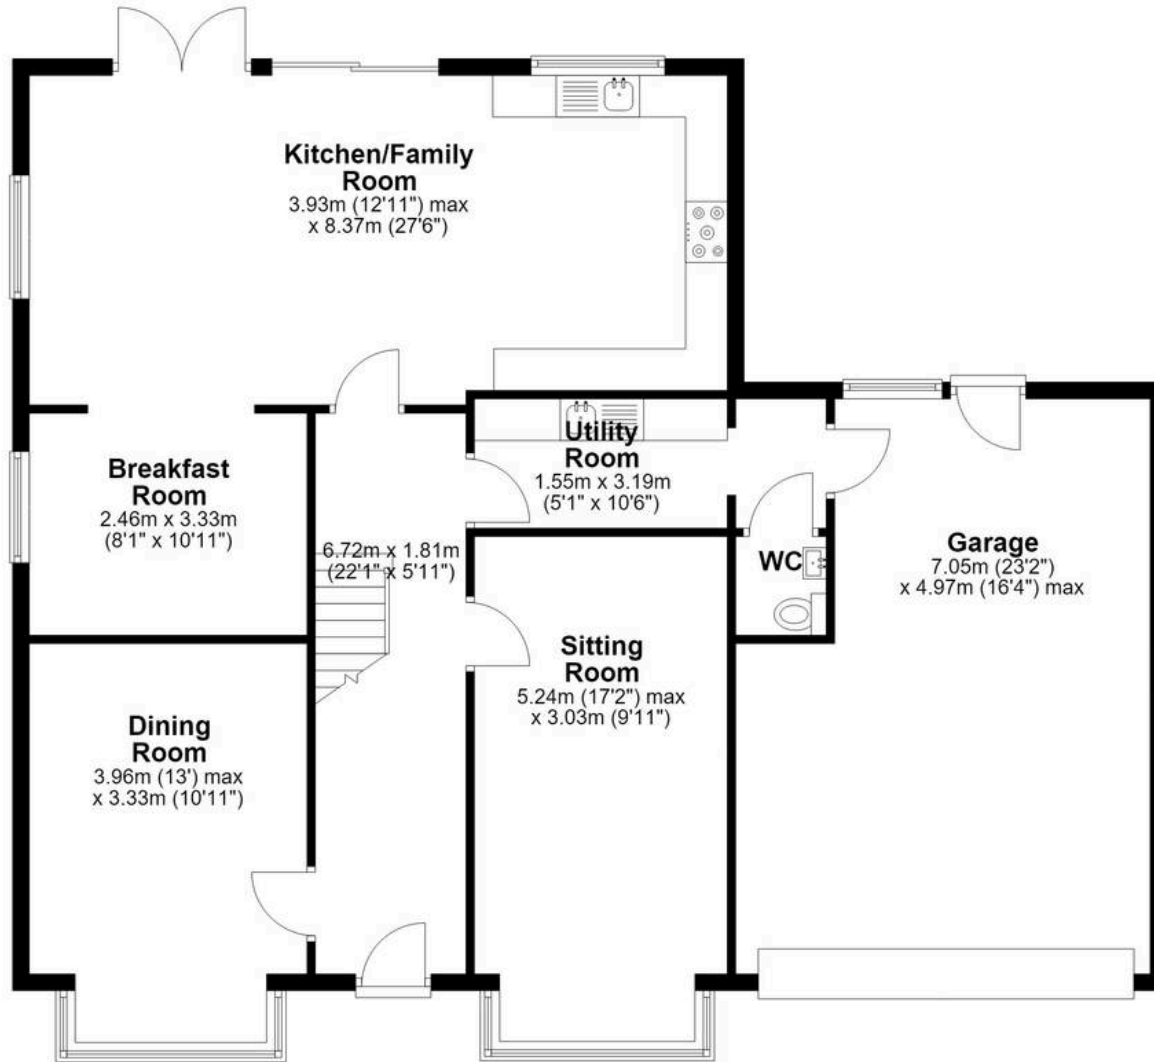 Kitchen/Family
Room
3.93m (12'11") max
x 8.37m (27'6")
Breakfast
Room
2.46m x 3.33m
(8'1" x 10'11")
Utility
Room
1.55m x 3.19m
(5'1" x 10'6")
6.72m x 1.81m
(22'1" x 5'11")
WC
Garage
7.05m (23'2")
x 4.97m (16'4") max
Sitting
Room
5.24m (17'2") max
x 3.03m (9'11")
Dining
Room
3.96m (13') max
x 3.33m (10'11")